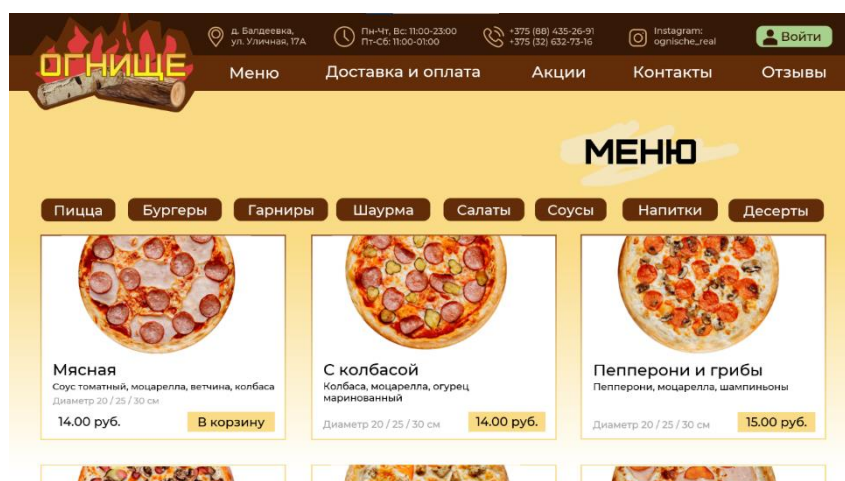 ОГНИЩЕ
д. Балдеевка,
ул. Уличная, 17А
Пн-Чт, Вс: 11:00-23:00
Пт-Сб: 11:00-01:00
+375 (88) 435-26-91
+375 (32) 632-73-16
Instagram:
ognische_real
Войти
Меню
Доставка и оплата
Акции
Контакты
Отзывы
МЕНЮ
Пицца
Бургеры
Гарниры
Шаурма
Салаты
Соусы
Напитки
Десерты
Мясная
Соус томатный, моцарелла, ветчина, колбаса
Диаметр 20 / 25 / 30 см
14.00 руб.
В корзину
С колбасой
Колбаса, моцарелла, огурец
маринованный
Диаметр 20 / 25 / 30 см
14.00 руб.
Пепперони и грибы
Пепперони, моцарелла, шампиньоны
Диаметр 20 / 25 / 30 см
15.00 руб.